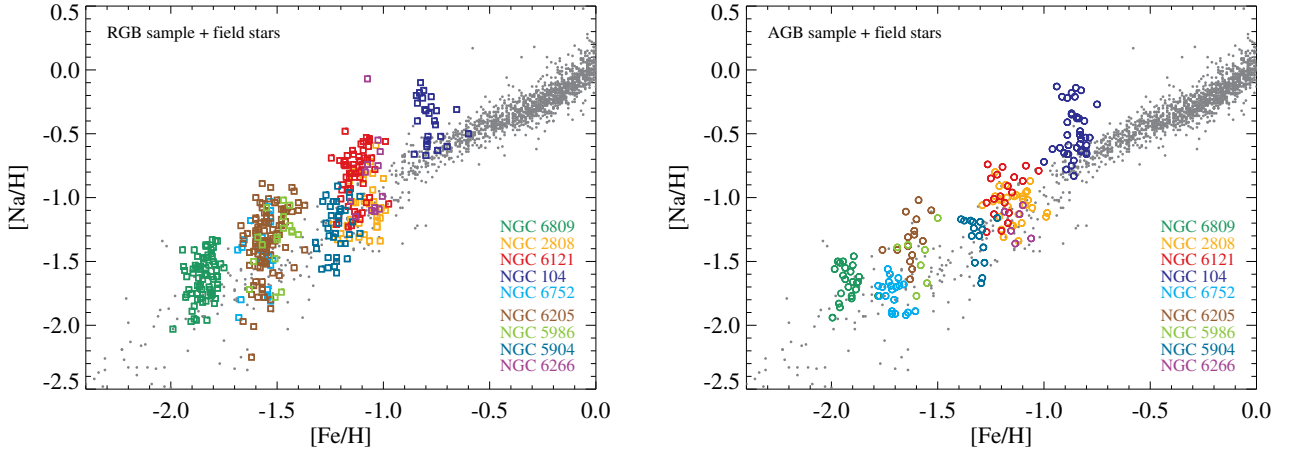 RGB sample + field stars
0.5
0.0
-0.5
-1.0
-1.5
-2.0
-2.5
[Na/H]
NGC 6809
NGC 2808
NGC 6121
NGC 104
NGC 6752
NGC 6205
NGC 5986
NGC 5904
NGC 6266
-2.0 -1.5 -1.0 -0.5 0.0
[Fe/H]
AGB sample + field stars
0.5
0.0
-0.5
-1.0
-1.5
-2.0
-2.5
[Na/H]
NGC 6809
NGC 2808
NGC 6121
NGC 104
NGC 6752
NGC 6205
NGC 5986
NGC 5904
NGC 6266
-2.0 -1.5 -1.0 -0.5 0.0
[Fe/H]